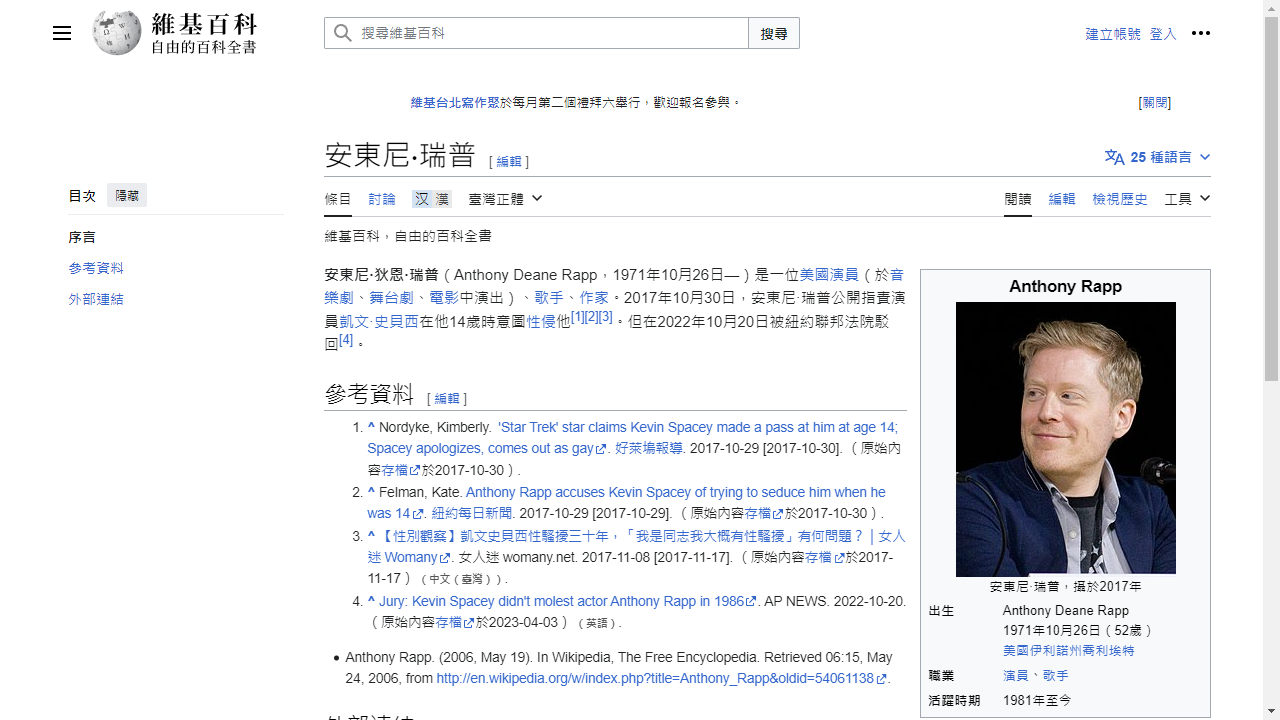 維基百科
自由的百科全書
搜尋維基百科
搜尋
建立帳號 登入
維基台北寫作聚於每月第二個禮拜六舉行，歡迎報名參與。
[關閉]
目次 隱藏
序言
參考資料
外部連結
安東尼·瑞普 [編輯]
25 種語言
條目 討論 汉 漢 臺灣正體
閱讀 編輯 檢視歷史 工具
維基百科，自由的百科全書
安東尼·狄恩·瑞普（Anthony Deane Rapp，1971年10月26日—）是一位美國演員（於音
樂劇、舞台劇、電影中演出）、歌手、作家。2017年10月30日，安東尼·瑞普公開指責演
員凱文·史貝西在他14歲時意圖性侵他[1][2][3]。但在2022年10月20日被紐約聯邦法院駁
回[4]。
參考資料 [編輯]
1. ^ Nordyke, Kimberly. 'Star Trek' star claims Kevin Spacey made a pass at him at age 14;
Spacey apologizes, comes out as gay. 好萊塢報導. 2017-10-29 [2017-10-30]. （原始內
容存檔於2017-10-30）.
2. ^ Felman, Kate. Anthony Rapp accuses Kevin Spacey of trying to seduce him when he
was 14. 紐約每日新聞. 2017-10-29 [2017-10-29]. （原始內容存檔於2017-10-30）.
3. ^ 【性別觀察】凱文史貝西性騷擾三十年，「我是同志我大概有性騷擾」有何問題？ | 女人
迷 Womany. 女人迷 womany.net. 2017-11-08 [2017-11-17]. （原始內容存檔於2017-
11-17）（中文（臺灣））.
4. ^ Jury: Kevin Spacey didn't molest actor Anthony Rapp in 1986. AP NEWS. 2022-10-20.
（原始內容存檔於2023-04-03）（英語）.
• Anthony Rapp. (2006, May 19). In Wikipedia, The Free Encyclopedia. Retrieved 06:15, May
24, 2006, from http://en.wikipedia.org/w/index.php?title=Anthony_Rapp&oldid=54061138.
Anthony Rapp
安東尼·瑞普，攝於2017年
出生 Anthony Deane Rapp
1971年10月26日（52歲）
美國伊利諾州喬利埃特
職業 演員、歌手
活躍時期 1981年至今